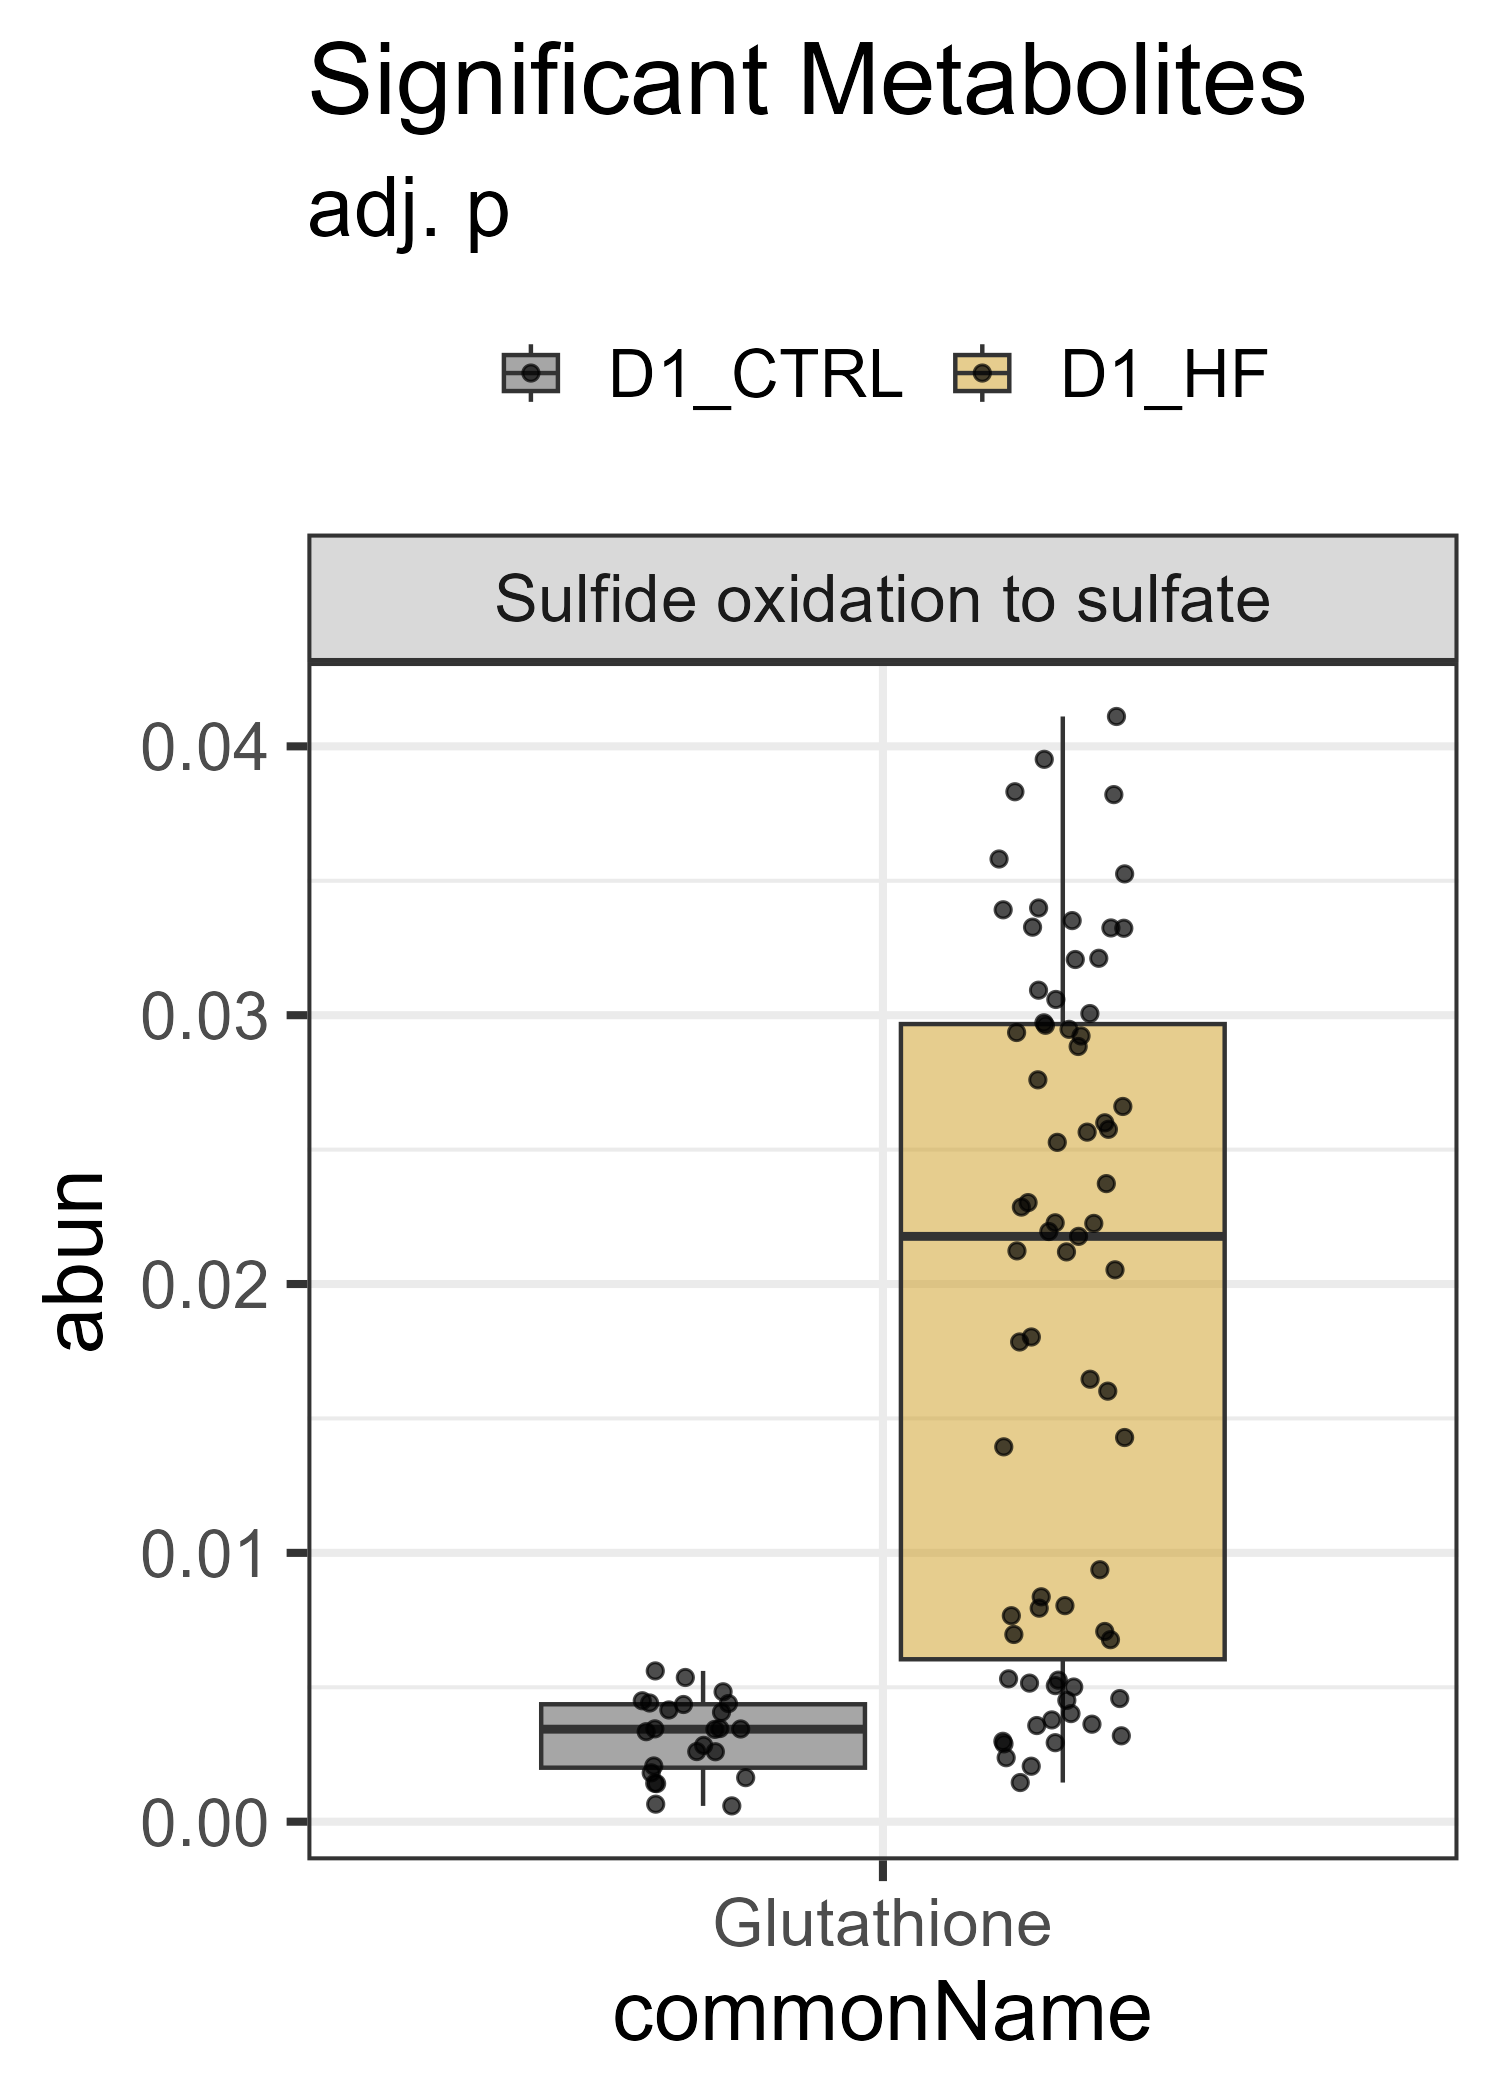 Significant Metabolites
adj. p
D1_CTRL D1_HF
Sulfide oxidation to sulfate
0.04
0.03
0.02
0.01
0.00
abun
Glutathione
commonName